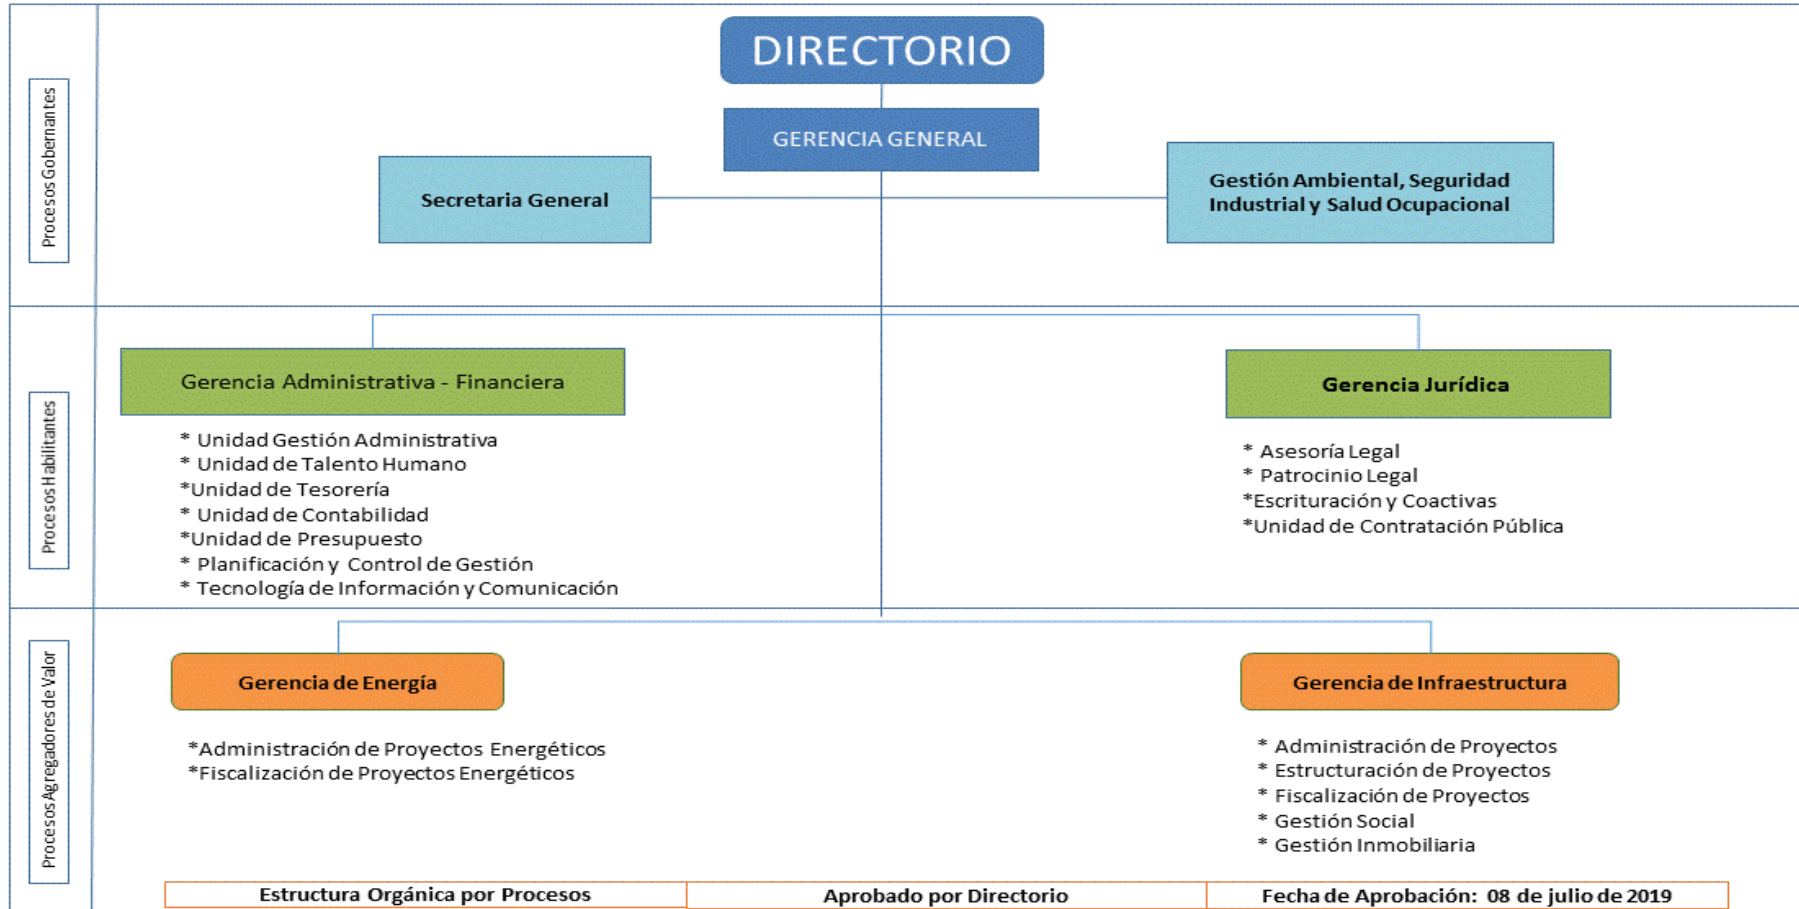 DIRECTORIO
GERENCIA GENERAL
Procesos Gobernantes
Secretaria General
Gestión Ambiental, Seguridad
Industrial y Salud Ocupacional
Procesos Habilitantes
Gerencia Administrativa - Financiera
* Unidad Gestión Administrativa
* Unidad de Talento Humano
*Unidad de Tesorería
* Unidad de Contabilidad
*Unidad de Presupuesto
* Planificación y Control de Gestión
* Tecnología de Información y Comunicación
Gerencia Jurídica
* Asesoría Legal
* Patrocinio Legal
*Escrituración y Coactivas
*Unidad de Contratación Pública
Procesos Agregadores de Valor
Gerencia de Energía
*Administración de Proyectos Energéticos
*Fiscalización de Proyectos Energéticos
Gerencia de Infraestructura
* Administración de Proyectos
* Estructuración de Proyectos
* Fiscalización de Proyectos
* Gestión Social
* Gestión Inmobiliaria
Estructura Orgánica por Procesos
Aprobado por Directorio
Fecha de Aprobación: 08 de julio de 2019